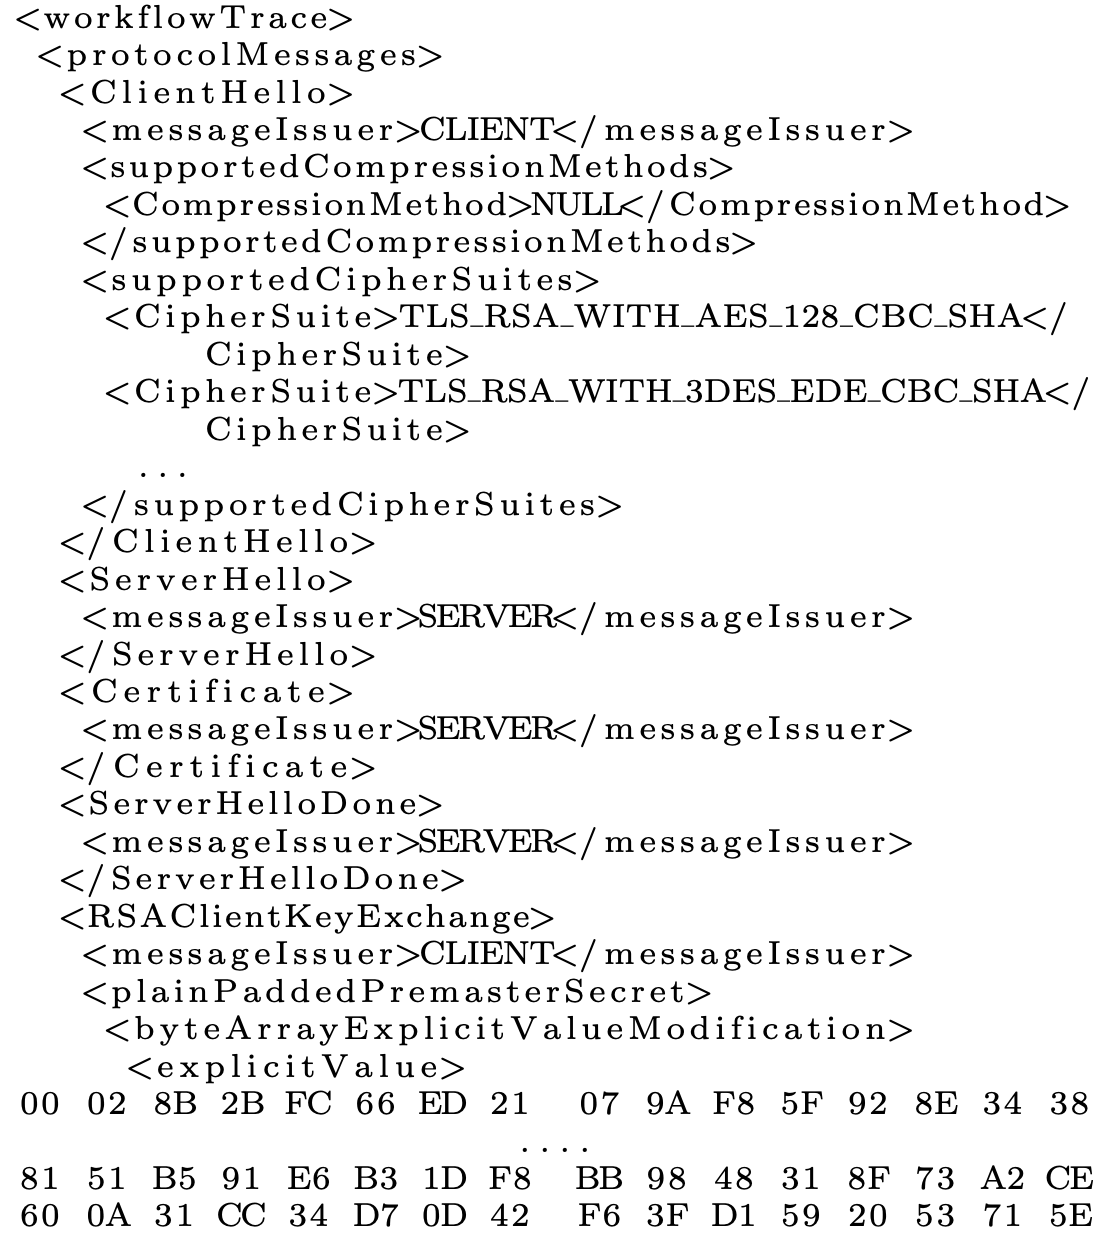 <workflowTrace>
<protocolMessages>
<ClientHello>
<messageIssuer>CLIENT</messageIssuer>
<supportedCompressionMethods>
<CompressionMethod>NULL</CompressionMethod>
</supportedCompressionMethods>
<supportedCipherSuites>
<CipherSuite>TLS_RSA_WITH_AES_128_CBC_SHA</
CipherSuite>
<CipherSuite>TLS_RSA_WITH_3DES_EDE_CBC_SHA</
CipherSuite>
...
</supportedCipherSuites>
</ClientHello>
<ServerHello>
<messageIssuer>SERVER</messageIssuer>
</ServerHello>
<Certificate>
<messageIssuer>SERVER</messageIssuer>
</Certificate>
<ServerHelloDone>
<messageIssuer>SERVER</messageIssuer>
</ServerHelloDone>
<RSAClientKeyExchange>
<messageIssuer>CLIENT</messageIssuer>
<plainPaddedPremasterSecret>
<byteArrayExplicitValueModification>
<explicitValue>
00 02 8B 2B FC 66 ED 21 07 9A F8 5F 92 8E 34 38
....
81 51 B5 91 E6 B3 1D F8 BB 98 48 31 8F 73 A2 CE
60 0A 31 CC 34 D7 0D 42 F6 3F D1 59 20 53 71 5E